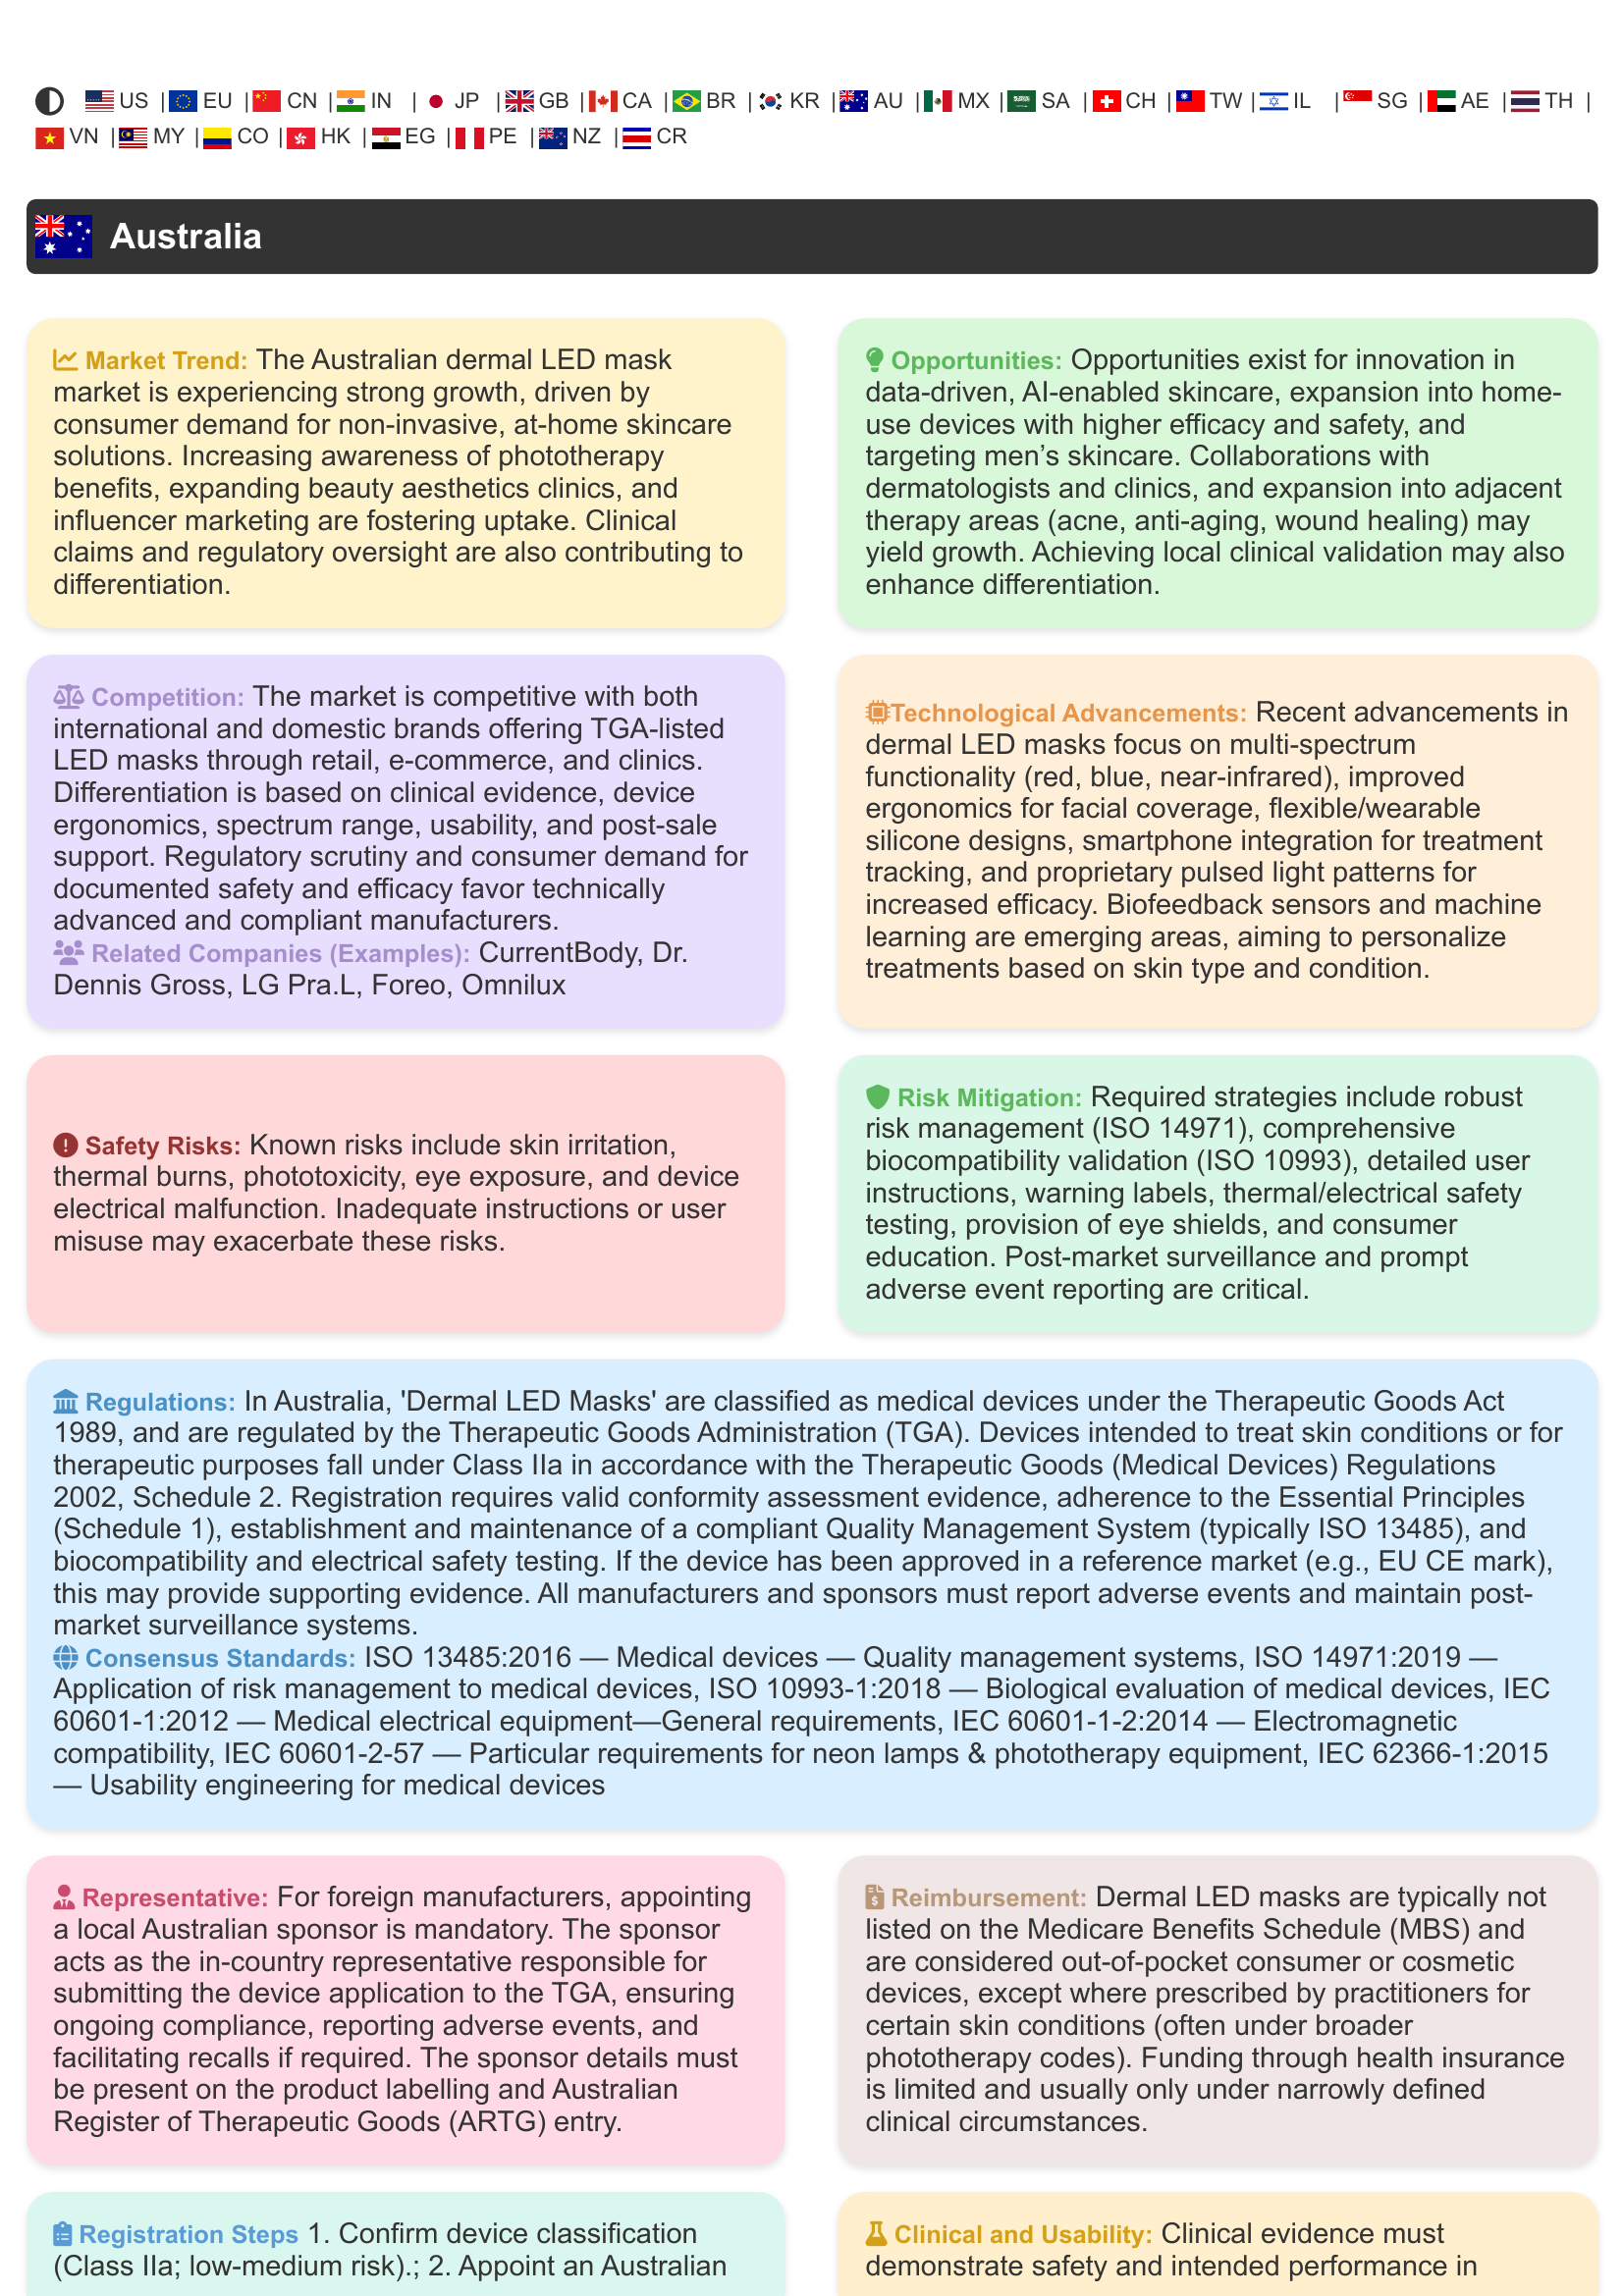 US | EU | CN | IN | JP | GB | CA | BR | KR | AU | MX | SA | CH | TW | IL | SG | AE | TH |
VN | MY | CO | HK | EG | PE | NZ | CR
Australia
Market Trend: The Australian dermal LED mask
market is experiencing strong growth, driven by
consumer demand for non-invasive, at-home skincare
solutions. Increasing awareness of phototherapy
benefits, expanding beauty aesthetics clinics, and
influencer marketing are fostering uptake. Clinical
claims and regulatory oversight are also contributing to
differentiation.
Opportunities: Opportunities exist for innovation in
data-driven, AI-enabled skincare, expansion into home-
use devices with higher efficacy and safety, and
targeting men’s skincare. Collaborations with
dermatologists and clinics, and expansion into adjacent
therapy areas (acne, anti-aging, wound healing) may
yield growth. Achieving local clinical validation may also
enhance differentiation.
Competition: The market is competitive with both
international and domestic brands offering TGA-listed
LED masks through retail, e-commerce, and clinics.
Differentiation is based on clinical evidence, device
ergonomics, spectrum range, usability, and post-sale
support. Regulatory scrutiny and consumer demand for
documented safety and efficacy favor technically
advanced and compliant manufacturers.
Related Companies (Examples): CurrentBody, Dr.
Dennis Gross, LG Pra.L, Foreo, Omnilux
Technological Advancements: Recent advancements in
dermal LED masks focus on multi-spectrum
functionality (red, blue, near-infrared), improved
ergonomics for facial coverage, flexible/wearable
silicone designs, smartphone integration for treatment
tracking, and proprietary pulsed light patterns for
increased efficacy. Biofeedback sensors and machine
learning are emerging areas, aiming to personalize
treatments based on skin type and condition.
Safety Risks: Known risks include skin irritation,
thermal burns, phototoxicity, eye exposure, and device
electrical malfunction. Inadequate instructions or user
misuse may exacerbate these risks.
Risk Mitigation: Required strategies include robust
risk management (ISO 14971), comprehensive
biocompatibility validation (ISO 10993), detailed user
instructions, warning labels, thermal/electrical safety
testing, provision of eye shields, and consumer
education. Post-market surveillance and prompt
adverse event reporting are critical.
Regulations: In Australia, 'Dermal LED Masks' are classified as medical devices under the Therapeutic Goods Act
1989, and are regulated by the Therapeutic Goods Administration (TGA). Devices intended to treat skin conditions or for
therapeutic purposes fall under Class IIa in accordance with the Therapeutic Goods (Medical Devices) Regulations
2002, Schedule 2. Registration requires valid conformity assessment evidence, adherence to the Essential Principles
(Schedule 1), establishment and maintenance of a compliant Quality Management System (typically ISO 13485), and
biocompatibility and electrical safety testing. If the device has been approved in a reference market (e.g., EU CE mark),
this may provide supporting evidence. All manufacturers and sponsors must report adverse events and maintain post-
market surveillance systems.
Consensus Standards: ISO 13485:2016 — Medical devices — Quality management systems, ISO 14971:2019 —
Application of risk management to medical devices, ISO 10993-1:2018 — Biological evaluation of medical devices, IEC
60601-1:2012 — Medical electrical equipment—General requirements, IEC 60601-1-2:2014 — Electromagnetic
compatibility, IEC 60601-2-57 — Particular requirements for neon lamps & phototherapy equipment, IEC 62366-1:2015
— Usability engineering for medical devices
Representative: For foreign manufacturers, appointing
a local Australian sponsor is mandatory. The sponsor
acts as the in-country representative responsible for
submitting the device application to the TGA, ensuring
ongoing compliance, reporting adverse events, and
facilitating recalls if required. The sponsor details must
be present on the product labelling and Australian
Register of Therapeutic Goods (ARTG) entry.
Reimbursement: Dermal LED masks are typically not
listed on the Medicare Benefits Schedule (MBS) and
are considered out-of-pocket consumer or cosmetic
devices, except where prescribed by practitioners for
certain skin conditions (often under broader
phototherapy codes). Funding through health insurance
is limited and usually only under narrowly defined
clinical circumstances.
Registration Steps 1. Confirm device classification
(Class IIa; low-medium risk).; 2. Appoint an Australian
Clinical and Usability: Clinical evidence must
demonstrate safety and intended performance in